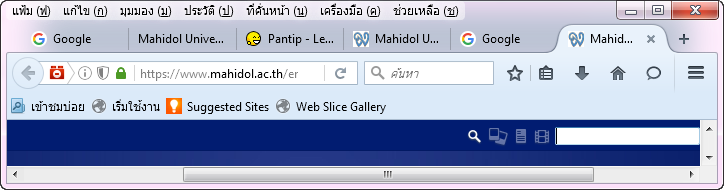 แฟ้ม (ฟ) แก้ไข (ก) มุมมอง (ม) ประวัติ (ป) ที่คั่นหน้า (น) เครื่องมือ (ค) ช่วยเหลือ (ช)
Google Mahidol Unive... Pantip - Le... Mahidol U... Google Mahid...
https://www.mahidol.ac.th/er ค้นหา
เข้าชมบ่อย เริ่มใช้งาน Suggested Sites Web Slice Gallery